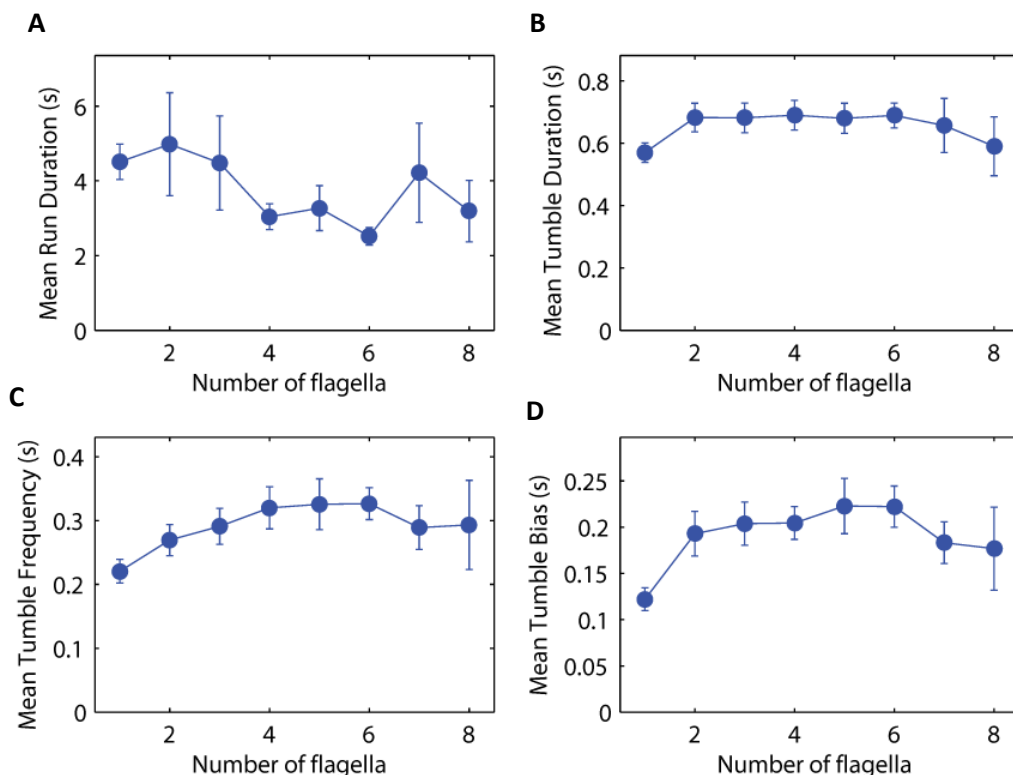 A
Mean Run Duration (s)
6
4
2
0
2 4 6 8
Number of flagella
B
Mean Tumble Duration (s)
0.8
0.6
0.4
0.2
0
2 4 6 8
Number of flagella
C
Mean Tumble Frequency (s)
0.4
0.3
0.2
0.1
0
2 4 6 8
Number of flagella
D
Mean Tumble Bias (s)
0.25
0.2
0.15
0.1
0.05
0
2 4 6 8
Number of flagella